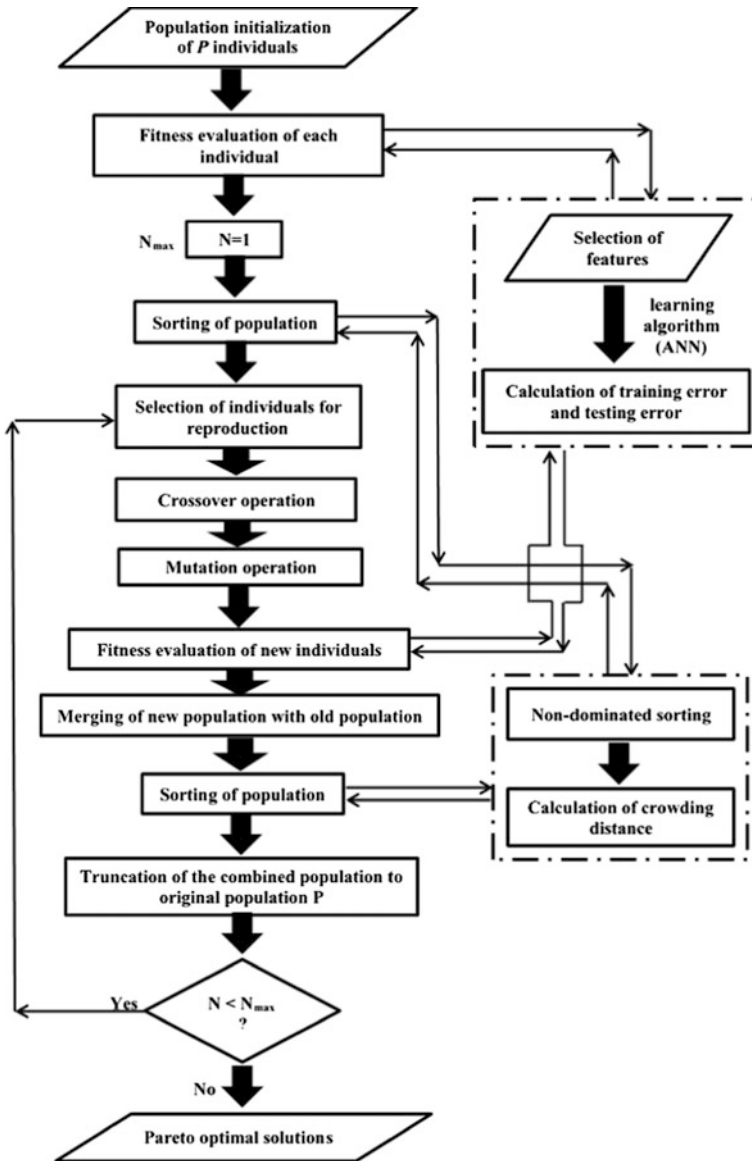 Population initialization
of P individuals
Fitness evaluation of each
individual
N=1
Nmax
Sorting of population
Selection of individuals for
reproduction
Crossover operation
Mutation operation
Fitness evaluation of new individuals
Merging of new population with old population
Sorting of population
Truncation of the combined population to
original population P
N < Nmax
?
Yes
No
Pareto optimal solutions
Selection of
features
learning
algorithm
(ANN)
Calculation of training error
and testing error
Non-dominated sorting
Calculation of crowding
distance